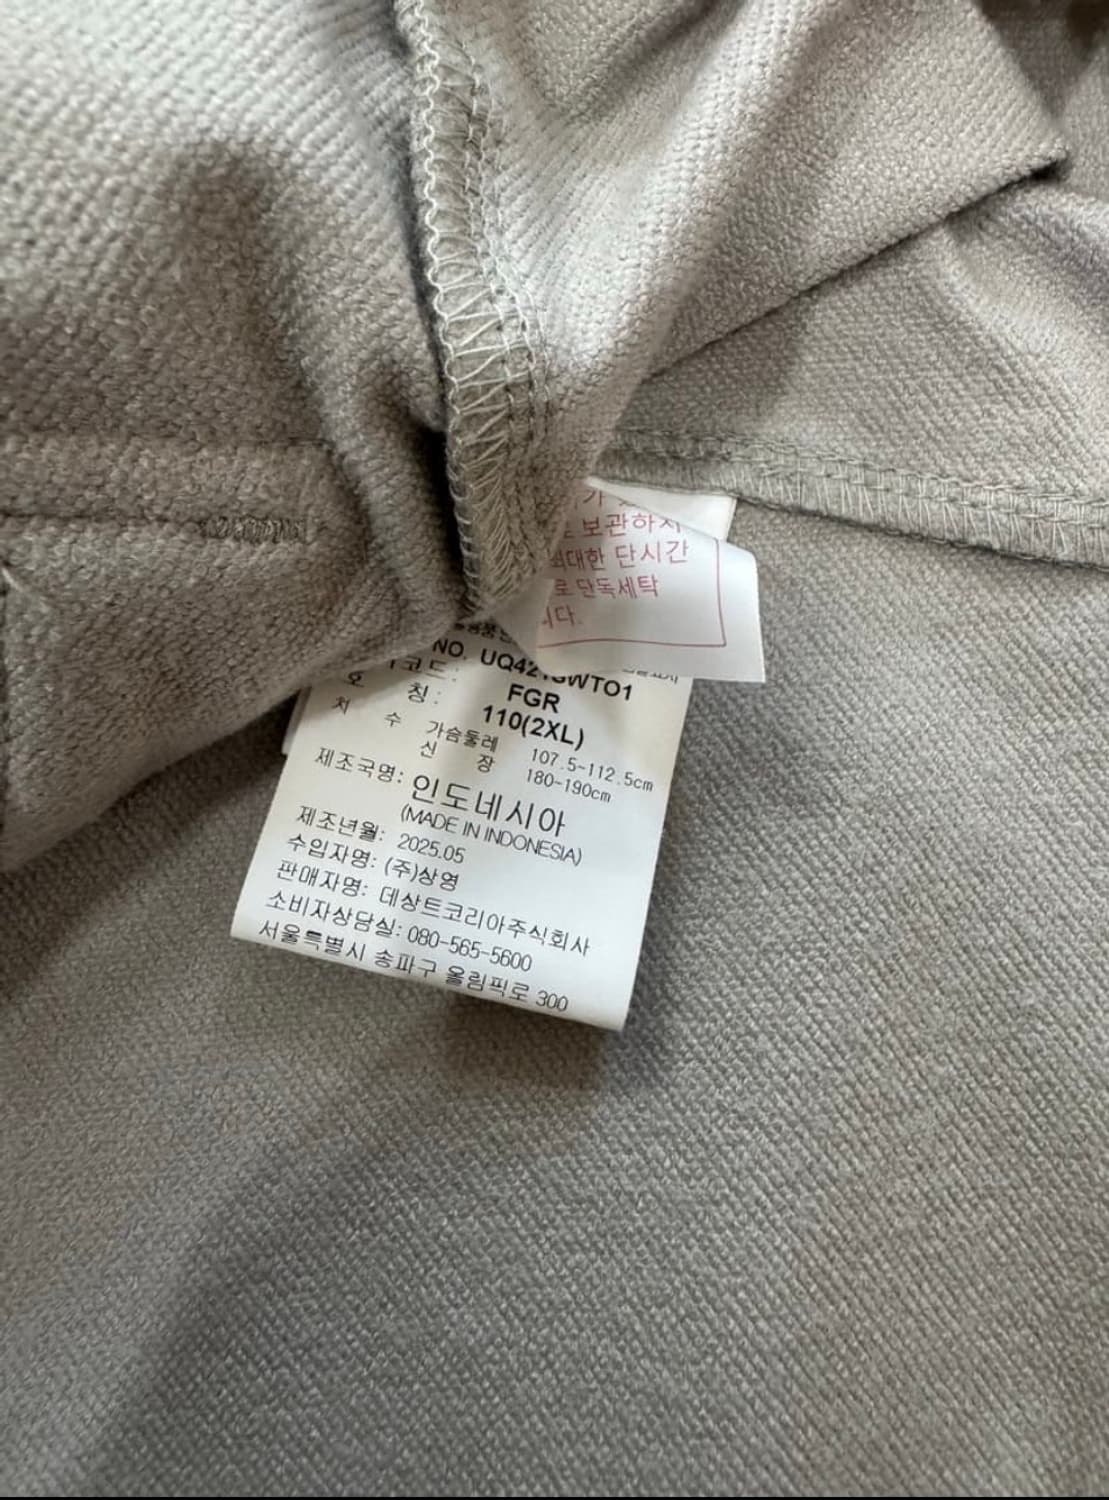 보관하지
최대한 단시간
로 단독세탁
니다.
NO.
FGR
호 칭: 110(2XL)
치 수 가슴둘레 107.5-112.5cm
신 장 180-190cm
제조국명: 인도네시아
(MADE IN INDONESIA)
제조년월: 2025.05
수입자명: (주)상영
판매자명: 데상트코리아주식회사
소비자상담실: 080-565-5600
서울특별시 송파구 올림픽로 300